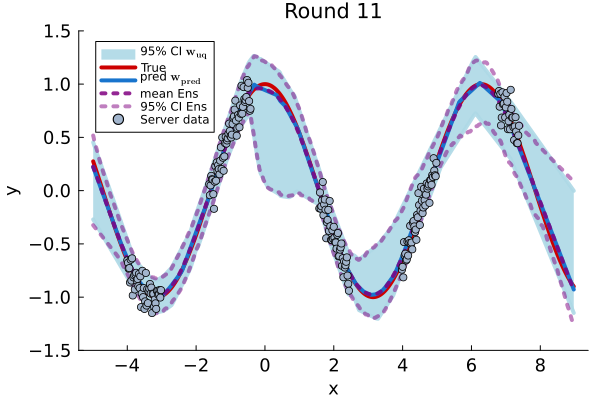 Round 11
1.5
1.0
0.5
0.0
−0.5
−1.0
−1.5
y
−4
−2
0
2
4
6
8
x
95% CI w_uq
True
pred w_pred
mean Ens
95% CI Ens
Server data